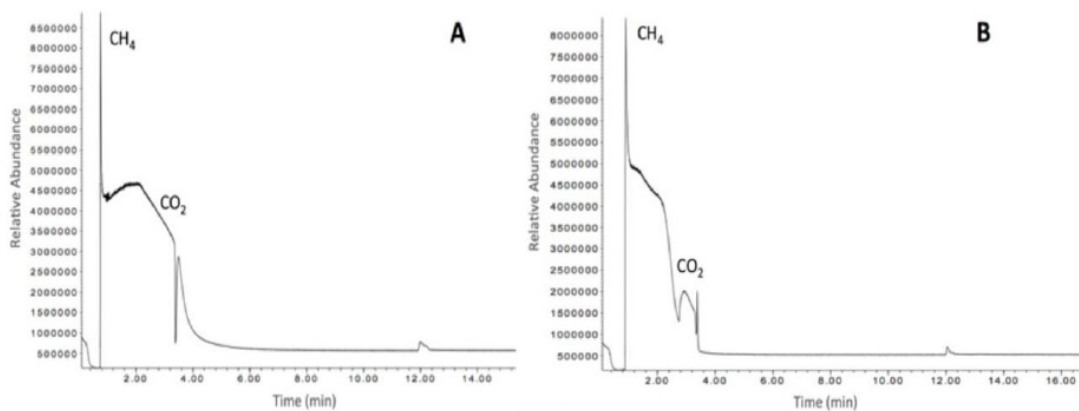 A
CH₄
CO₂
Relative Abundance
8500000
8000000
7500000
7000000
6500000
6000000
5500000
5000000
4500000
4000000
3500000
3000000
2500000
2000000
1500000
1000000
500000
2.00 4.00 6.00 8.00 10.00 12.00 14.00
Time (min)
B
CH₄
CO₂
Relative Abundance
8000000
7500000
7000000
6500000
6000000
5500000
5000000
4500000
4000000
3500000
3000000
2500000
2000000
1500000
1000000
500000
2.00 4.00 6.00 8.00 10.00 12.00 14.00 16.00
Time (min)